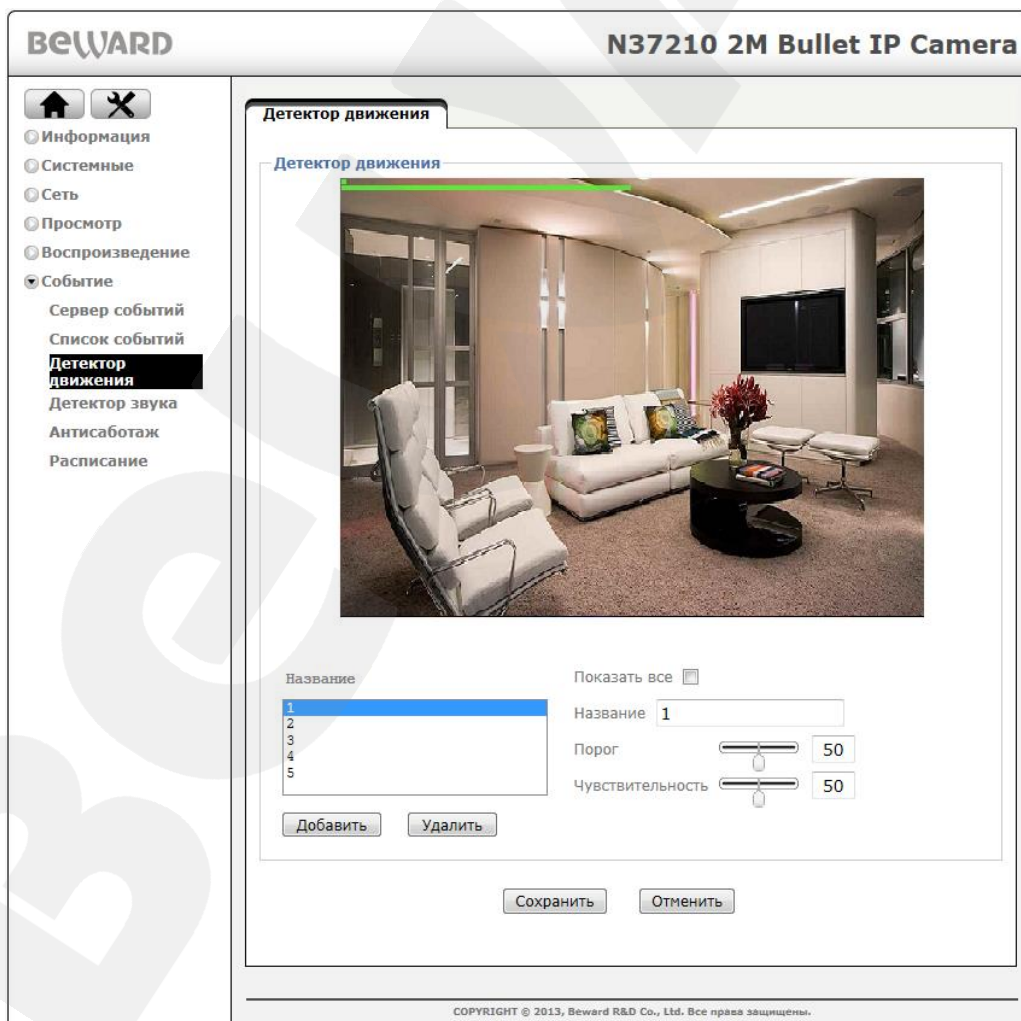 BEWARD
N37210 2M Bullet IP Camera
Информация
Системные
Сеть
Просмотр
Воспроизведение
Событие
Сервер событий
Список событий
Детектор
движения
Детектор звука
Антисаботаж
Расписание
Детектор движения
Детектор движения
Название
1
2
3
4
5
Добавить Удалить
Показать все
Название 1
Порог 50
Чувствительность 50
Сохранить Отменить
COPYRIGHT © 2013, Beward R&D Co., Ltd. Все права защищены.